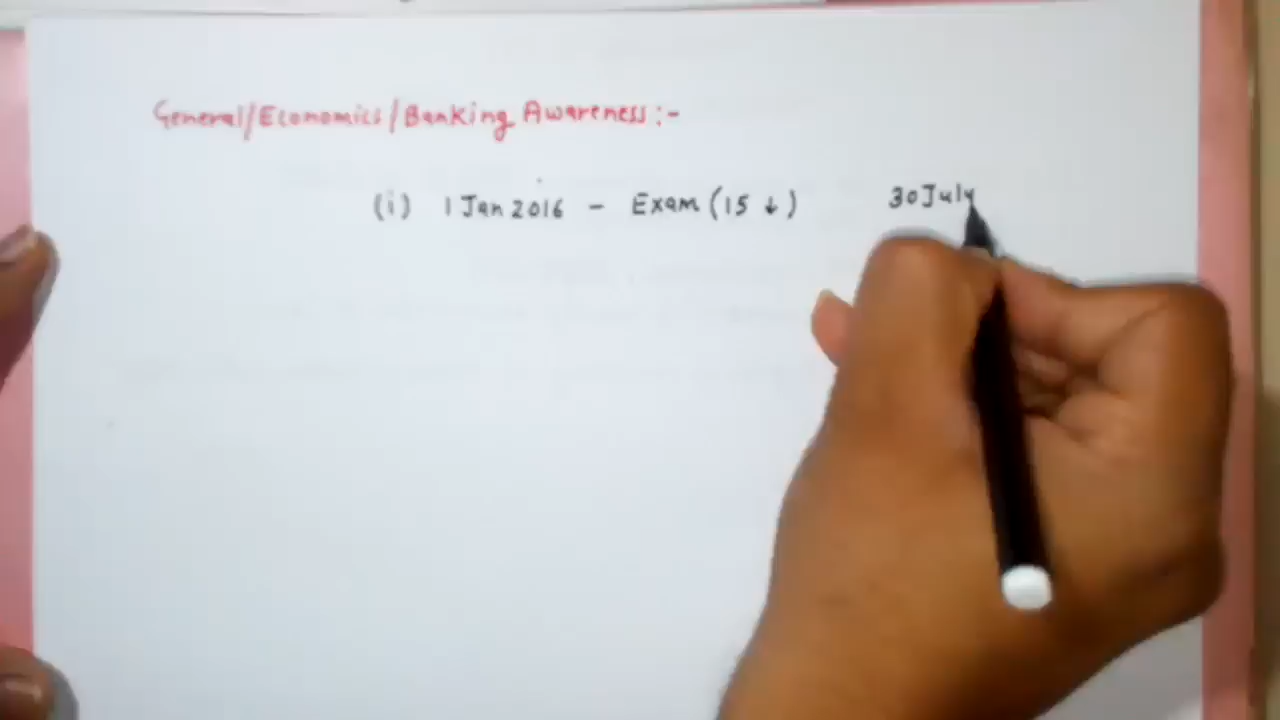 General/Economics/Banking Awareness:-
(i) 1 Jan 2016 - Exam (15 ↓) 30 July